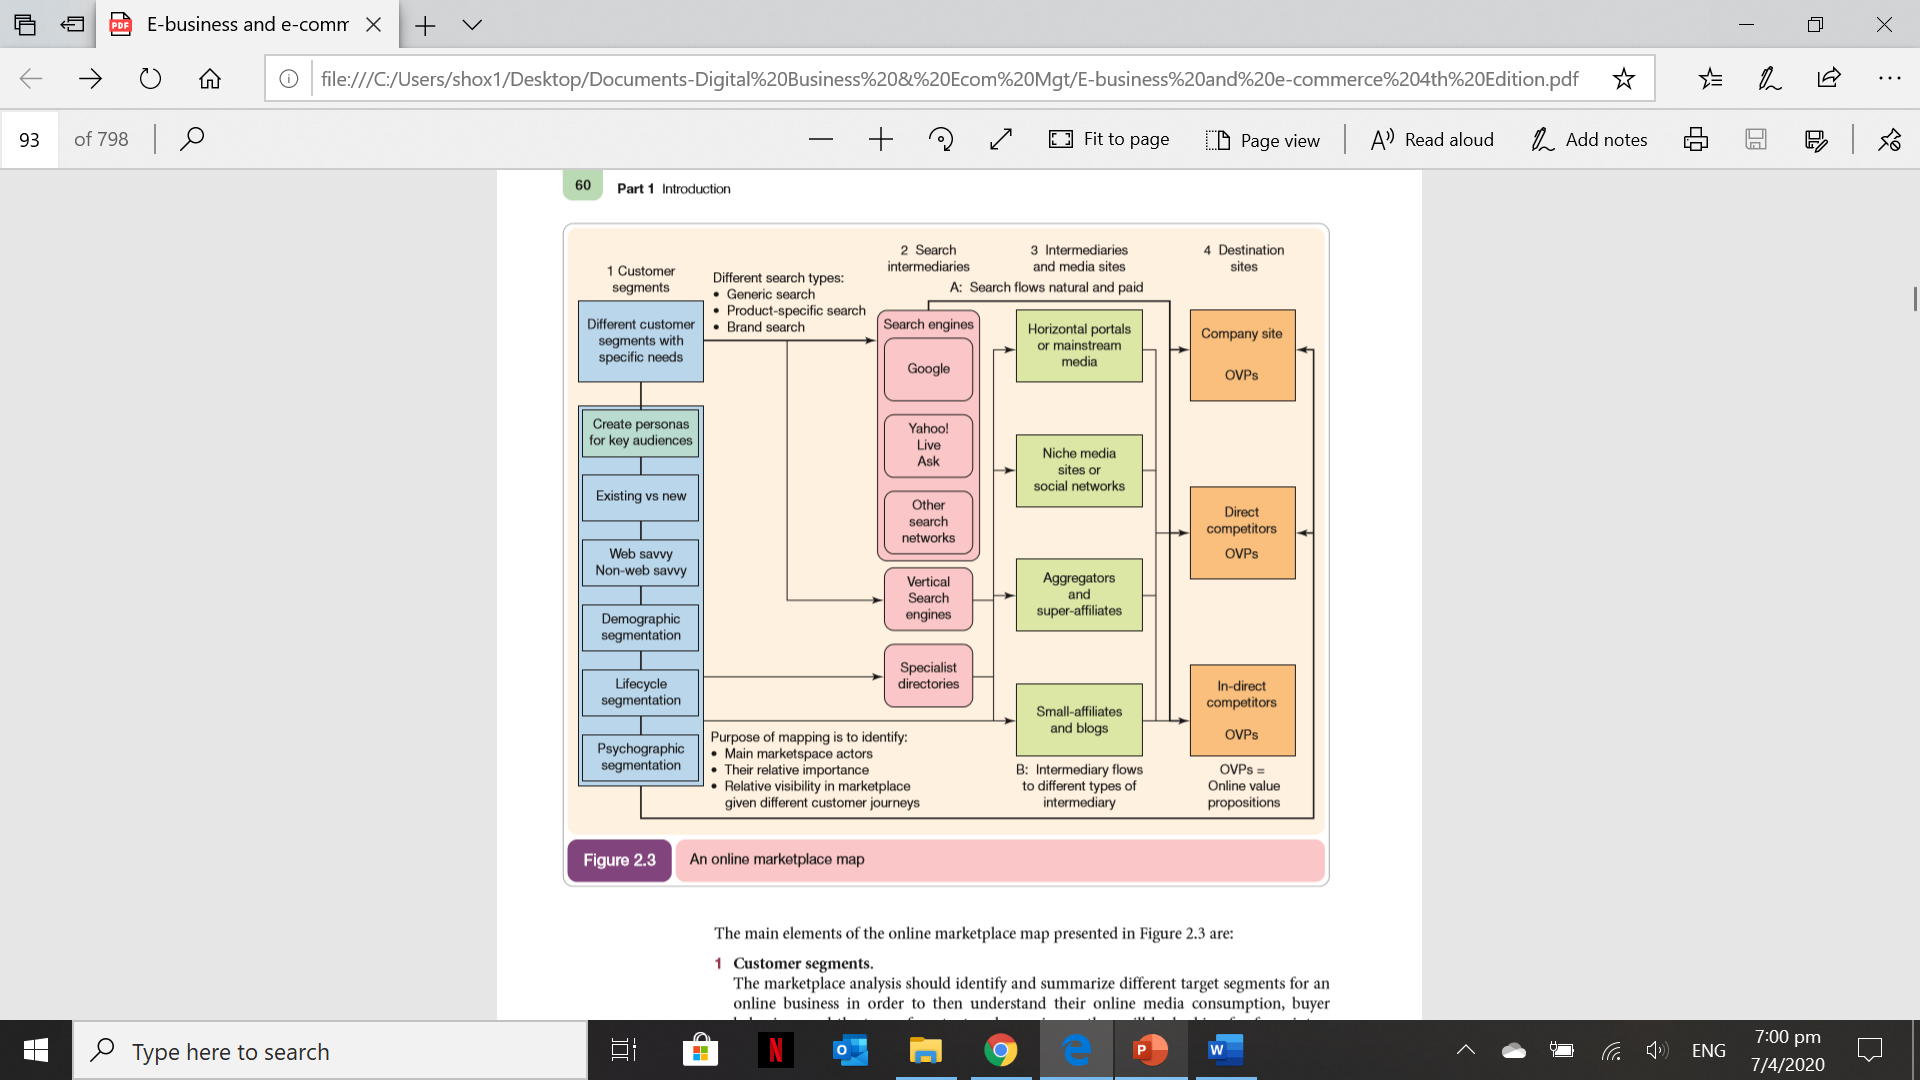 E-business and e-comm
file:///C:/Users/shox1/Desktop/Documents-Digital%20Business%20&%20Ecom%20Mgt/E-business%20and%20e-commerce%204th%20Edition.pdf
93 of 798
Fit to page
Page view
Read aloud
Add notes
60 Part 1 Introduction
1 Customer
segments
Different search types:
• Generic search
• Product-specific search
• Brand search
2 Search
intermediaries
3 Intermediaries
and media sites
4 Destination
sites
A: Search flows natural and paid
Different customer
segments with
specific needs
Create personas
for key audiences
Existing vs new
Web savvy
Non-web savvy
Demographic
segmentation
Lifecycle
segmentation
Psychographic
segmentation
Search engines
Google
Yahoo!
Live
Ask
Other
search
networks
Vertical
Search
engines
Specialist
directories
Horizontal portals
or mainstream
media
Niche media
sites or
social networks
Aggregators
and
super-affiliates
Small-affiliates
and blogs
Company site
OVPs
Direct
competitors
OVPs
In-direct
competitors
OVPs
Purpose of mapping is to identify:
• Main marketspace actors
• Their relative importance
• Relative visibility in marketplace
given different customer journeys
B: Intermediary flows
to different types of
intermediary
OVPs =
Online value
propositions
Figure 2.3 An online marketplace map
The main elements of the online marketplace map presented in Figure 2.3 are:
1 Customer segments.
The marketplace analysis should identify and summarize different target segments for an
online business in order to then understand their online media consumption, buyer
Type here to search
ENG
7:00 pm
7/4/2020